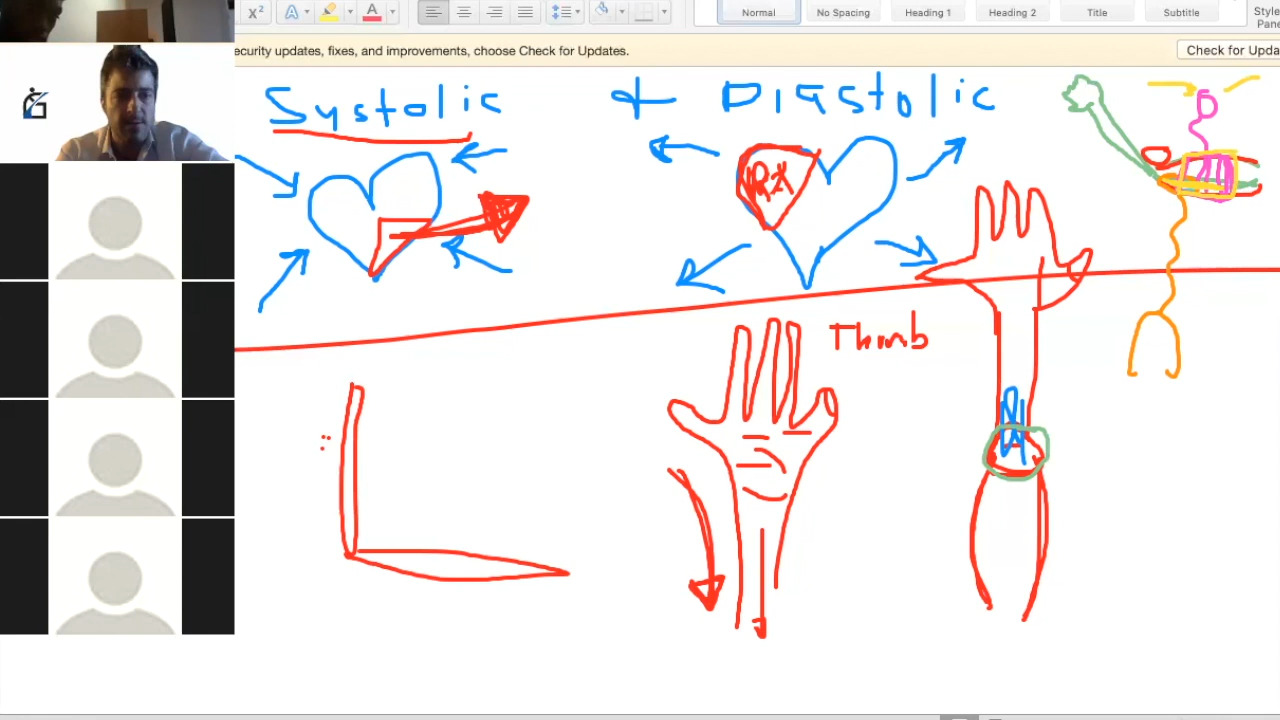 Normal No Spacing Heading 1 Heading 2 Title Subtitle
ecurity updates, fixes, and improvements, choose Check for Updates. Check for Upda
Systolic + Diastolic
RA
Thmb